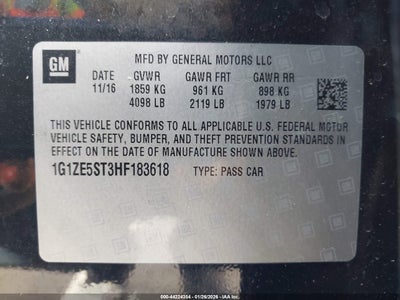 GM
MFD BY GENERAL MOTORS LLC
DATE GVWR GAWR FRT GAWR RR
11/16 1859 KG 961 KG 898 KG
4098 LB 2119 LB 1979 LB
THIS VEHICLE CONFORMS TO ALL APPLICABLE U.S. FEDERAL MOTOR
VEHICLE SAFETY, BUMPER, AND THEFT PREVENTION STANDARDS IN
EFFECT ON THE DATE OF MANUFACTURE SHOWN ABOVE.
1G1ZE5ST3HF183618 TYPE: PASS CAR
000-44224354 - 01/26/2026 - IAA Inc.